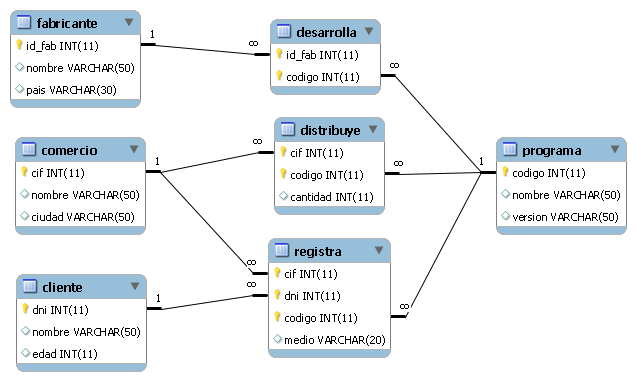 fabricante
id_fab INT(11)
nombre VARCHAR(50)
pais VARCHAR(30)
1
∞
desarrolla
id_fab INT(11)
codigo INT(11)
∞
comercio
cif INT(11)
nombre VARCHAR(50)
ciudad VARCHAR(50)
1
∞
∞
distribuye
cif INT(11)
codigo INT(11)
cantidad INT(11)
∞
1
programa
codigo INT(11)
nombre VARCHAR(50)
version VARCHAR(50)
cliente
dni INT(11)
nombre VARCHAR(50)
edad INT(11)
1
∞
registra
cif INT(11)
dni INT(11)
codigo INT(11)
medio VARCHAR(20)
∞